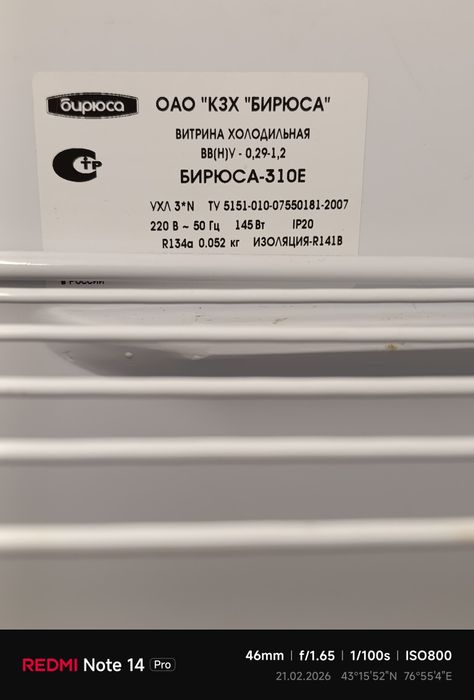 бирюса
ОАО "КЗХ "БИРЮСА"
ВИТРИНА ХОЛОДИЛЬНАЯ
ВВ(Н)V - 0,29-1,2
БИРЮСА-310Е
УХЛ 3*N TV 5151-010-07550181-2007
220 В ~ 50 Гц 145 Вт IP20
R134a 0.052 кг ИЗОЛЯЦИЯ-R141B
В РОССИИ
REDMI Note 14 Pro
46mm | f/1.65 | 1/100s | ISO800
21.02.2026 43°15'52"N 76°55'4"E